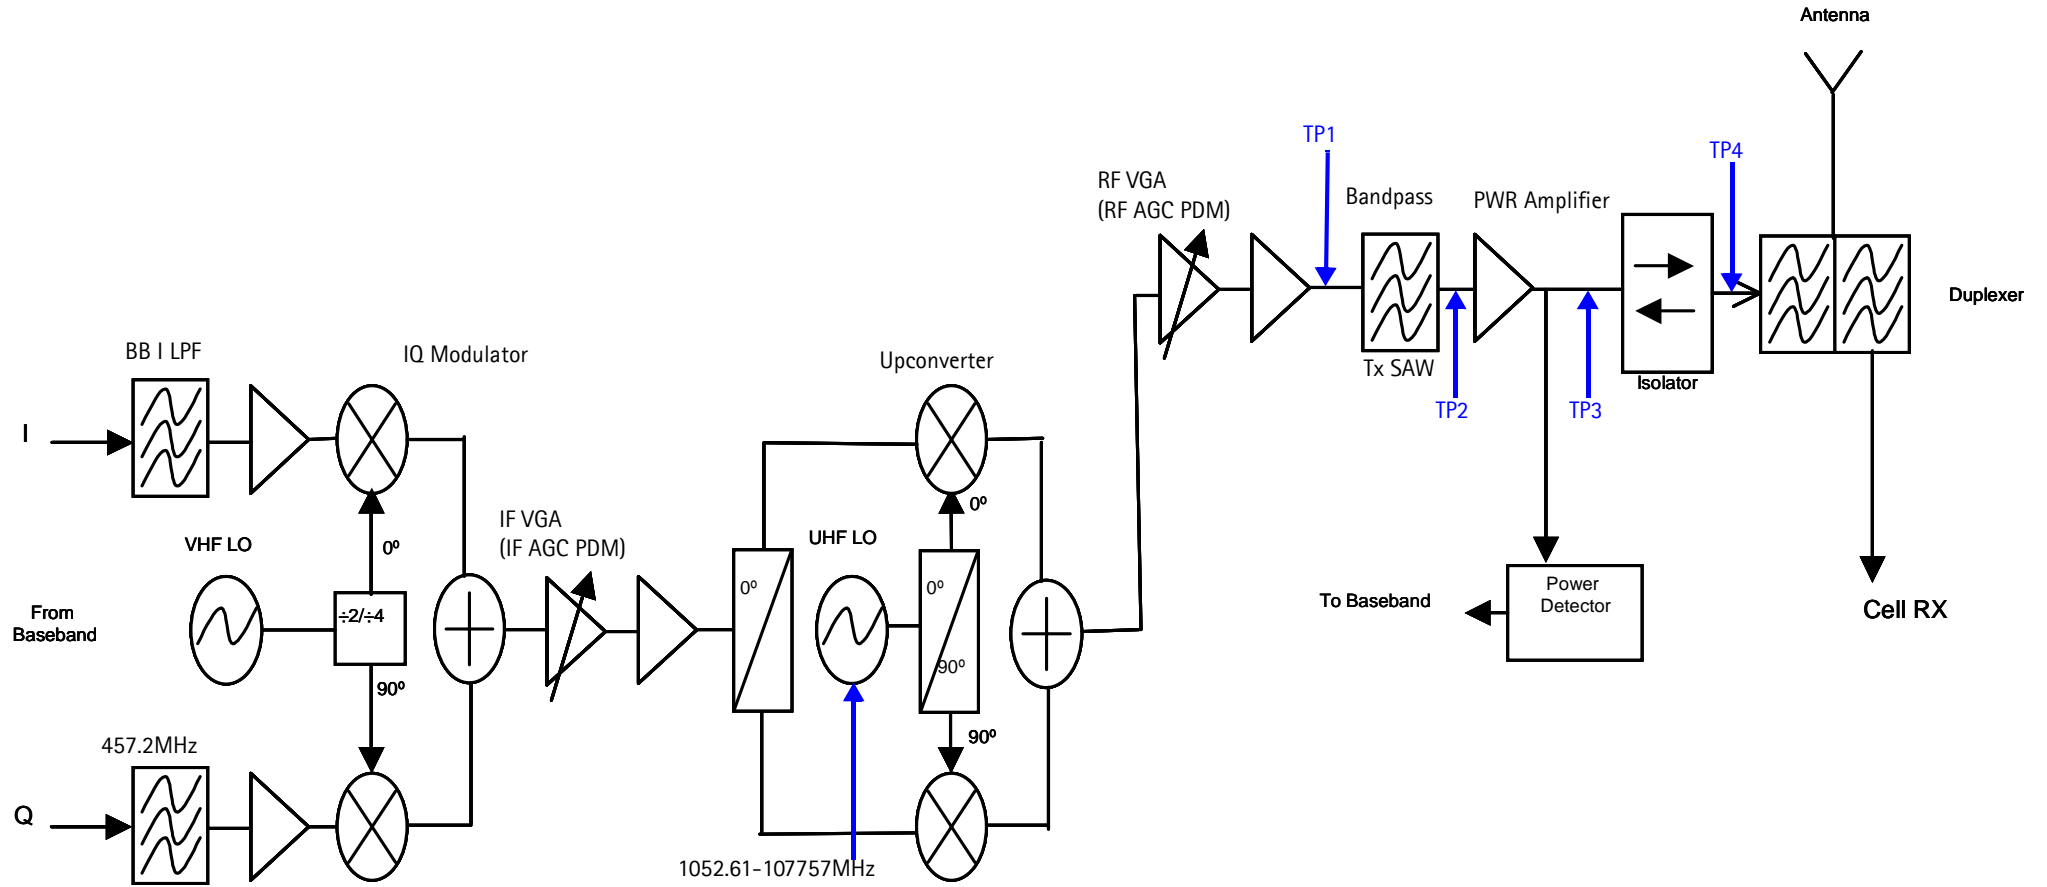 Antenna
TP1
TP4
RF VGA
(RF AGC PDM)
Bandpass
PWR Amplifier
Duplexer
Tx SAW
Isolator
TP2
TP3
BB I LPF
IQ Modulator
Upconverter
I
0º
IF VGA
(IF AGC PDM)
VHF LO
0º
UHF LO
0º
0º
Power
Detector
To Baseband
Cell RX
From
Baseband
÷2/÷4
90º
90º
90º
457.2MHz
Q
1052.61-107757MHz